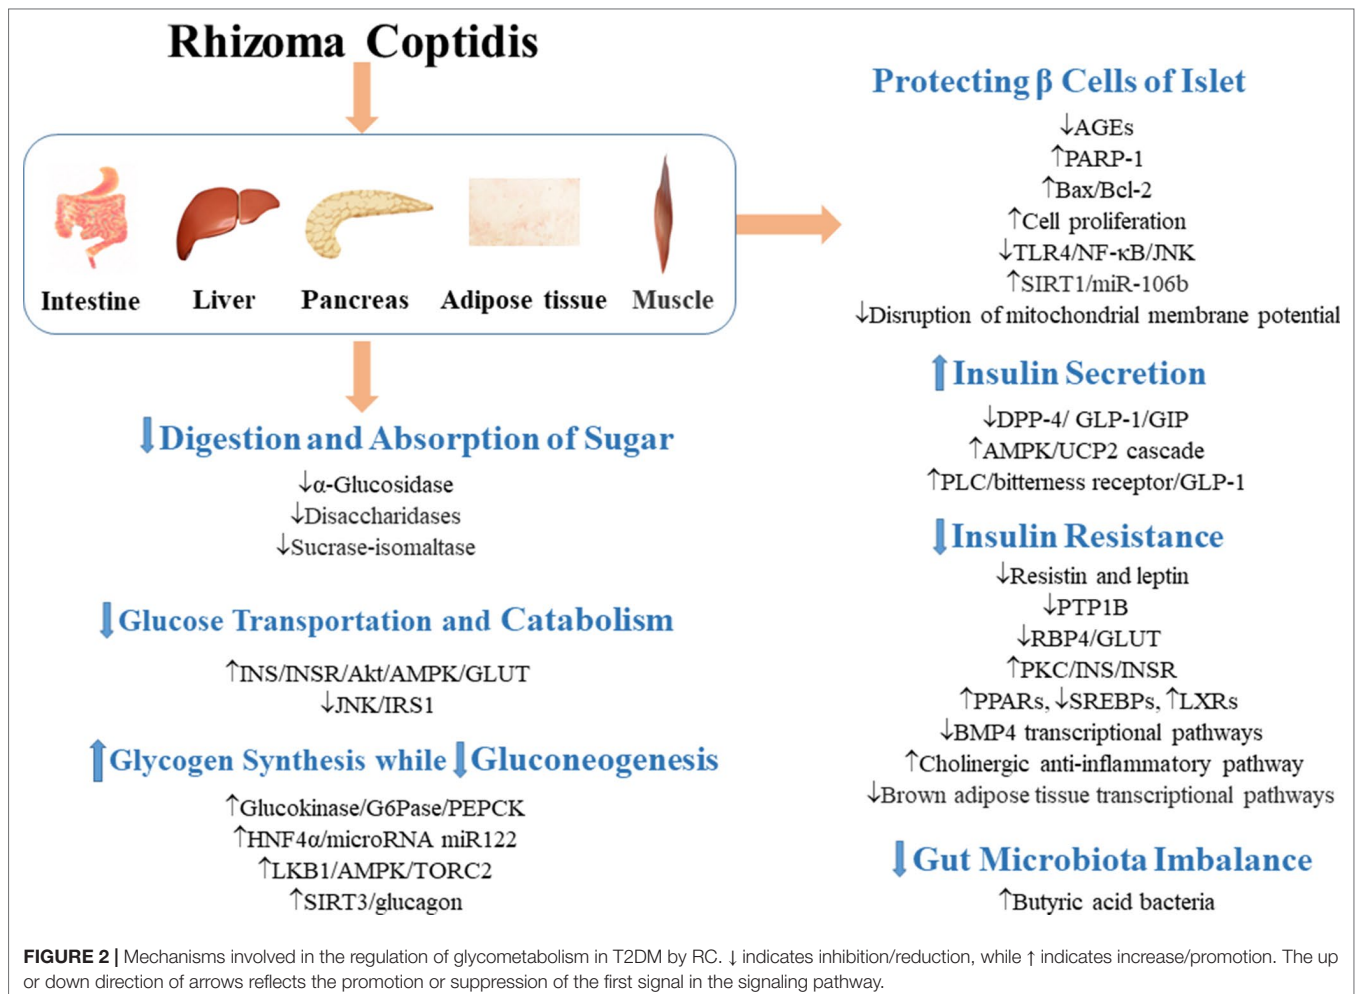 Rhizoma Coptidis
Intestine
Liver
Pancreas
Adipose tissue
Muscle
↓Digestion and Absorption of Sugar
↓α-Glucosidase
↓Disaccharidases
↓Sucrase-isomaltase
↓Glucose Transportation and Catabolism
↑INS/INSR/Akt/AMPK/GLUT
↓JNK/IRS1
↑Glycogen Synthesis while ↓Gluconeogenesis
↑Glucokinase/G6Pase/PEPCK
↑HNF4α/microRNA miR122
↑LKB1/AMPK/TORC2
↑SIRT3/glucagon
Protecting β Cells of Islet
↓AGEs
↑PARP-1
↑Bax/Bcl-2
↑Cell proliferation
↓TLR4/NF-κB/JNK
↑SIRT1/miR-106b
↓Disruption of mitochondrial membrane potential
↑Insulin Secretion
↓DPP-4/ GLP-1/GIP
↑AMPK/UCP2 cascade
↑PLC/bitterness receptor/GLP-1
↓Insulin Resistance
↓Resistin and leptin
↓PTP1B
↓RBP4/GLUT
↑PKC/INS/INSR
↑PPARs, ↓SREBPs, ↑LXRs
↓BMP4 transcriptional pathways
↑Cholinergic anti-inflammatory pathway
↓Brown adipose tissue transcriptional pathways
↓Gut Microbiota Imbalance
↑Butyric acid bacteria
FIGURE 2 | Mechanisms involved in the regulation of glycometabolism in T2DM by RC. ↓ indicates inhibition/reduction, while ↑ indicates increase/promotion. The up
or down direction of arrows reflects the promotion or suppression of the first signal in the signaling pathway.